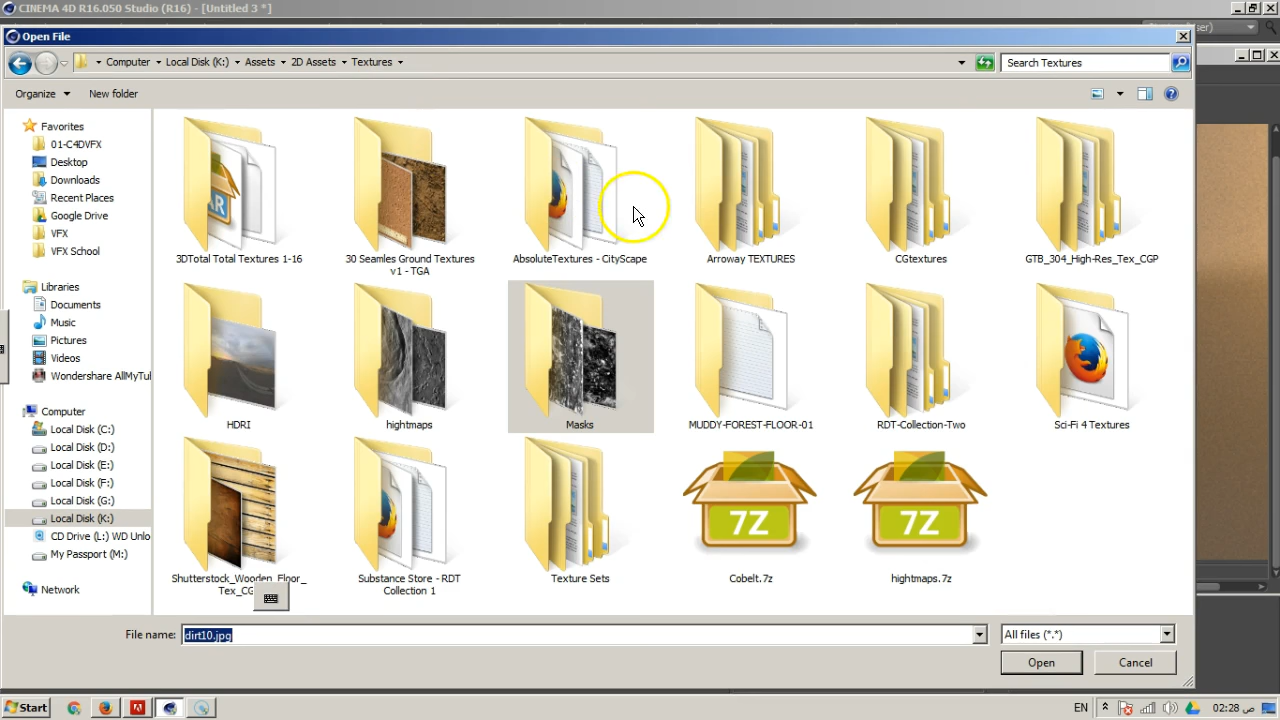 CINEMA 4D R16.050 Studio (R16) - [Untitled 3 *]
Open File
Computer
Local Disk (K:)
Assets
2D Assets
Textures
Search Textures
Organize
New folder
Favorites
01-C4DVFX
Desktop
Downloads
Recent Places
Google Drive
VFX
VFX School
Libraries
Documents
Music
Pictures
Videos
Wondershare AllMyTul
Computer
Local Disk (C:)
Local Disk (D:)
Local Disk (E:)
Local Disk (F:)
Local Disk (G:)
Local Disk (K:)
CD Drive (L:) WD Unlo
My Passport (M:)
Network
3DTotal Total Textures 1-16
30 Seamles Ground Textures
v1 - TGA
AbsoluteTextures - CityScape
Arroway TEXTURES
CGtextures
GTB_304_High-Res_Tex_CGP
HDRI
hightmaps
Masks
MUDDY-FOREST-FLOOR-01
RDT-Collection-Two
Sci-Fi 4 Textures
Shutterstock_Wooden_Floor_
Tex_CG
Substance Store - RDT
Collection 1
Texture Sets
7Z
Cobelt.7z
7Z
hightmaps.7z
File name:
dirt10.jpg
All files (*.*)
Open
Cancel
Start
EN
02:28 ص